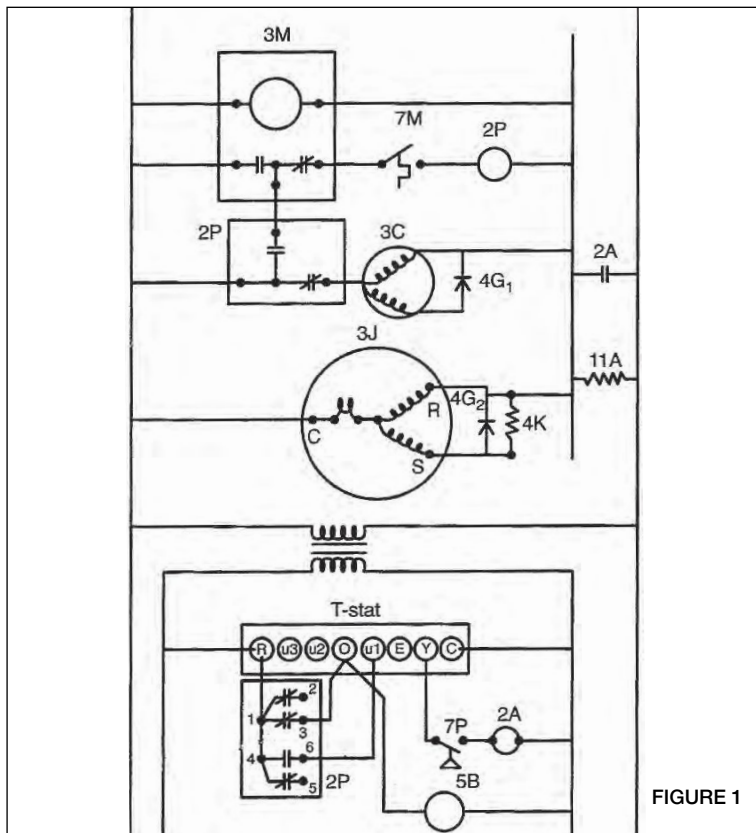 3M
7M
2P
2P
3C
2A
4G1
3J
11A
R
4G2
4K
C
S
T-stat
R u3 u2 O u1 E Y C
2
1
3
7P
2A
6
4
2P
5B
5
FIGURE 1